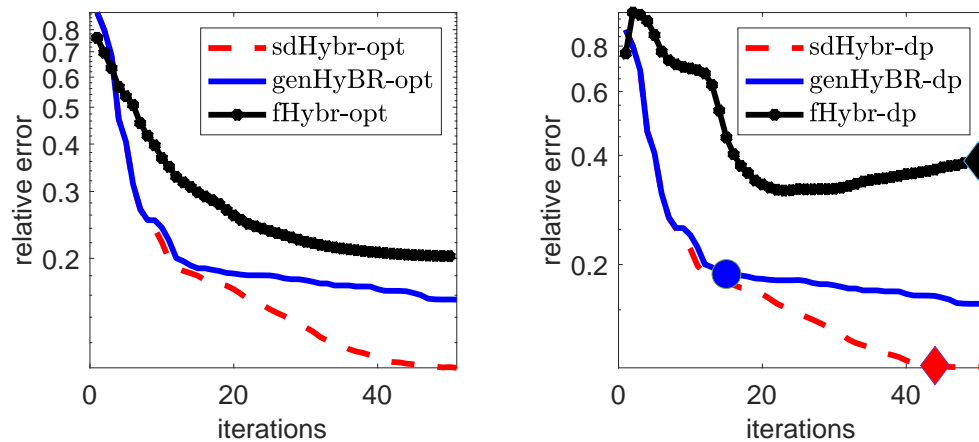 relative error
0.8
0.7
0.6
0.5
0.4
0.3
0.2
0
20
40
iterations
sdHybr-opt
genHyBR-opt
fHybr-opt
relative error
0.8
0.6
0.4
0.2
0
20
40
iterations
sdHybr-dp
genHyBR-dp
fHybr-dp